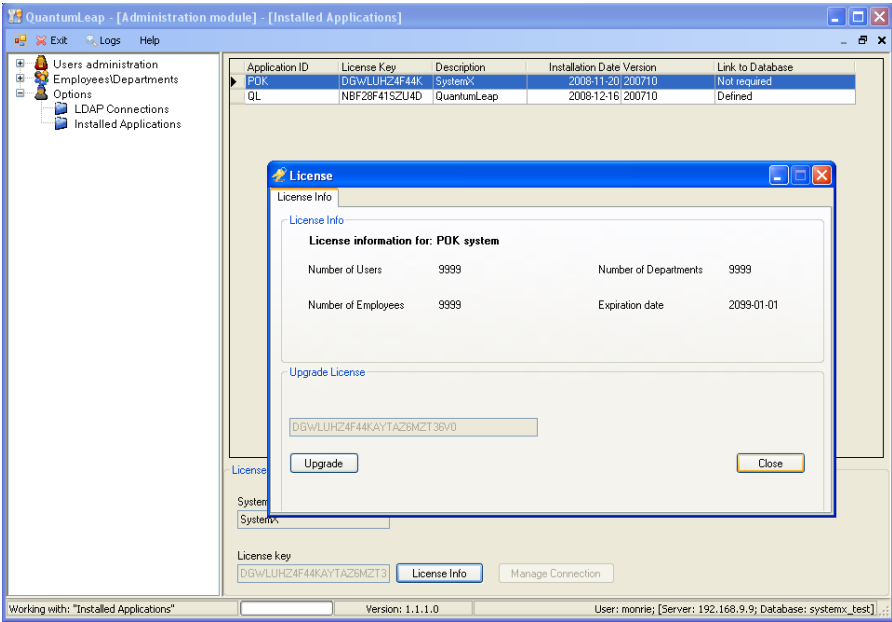 QuantumLeap - [Administration module] - [Installed Applications]
Exit Logs Help
Users administration
Employees\Departments
Options
LDAP Connections
Installed Applications
Application ID License Key Description Installation Date Version Link to Database
POK DGWLUHZ4F44K SystemX 2008-11-20 200710 Not required
QL NBF28F41SZU4D QuantumLeap 2008-12-16 200710 Defined
License
License Info
License Info
License information for: POK system
Number of Users 9999 Number of Departments 9999
Number of Employees 9999 Expiration date 2099-01-01
Upgrade License
DGWLUHZ4F44KAYTAZ6MZT36V0
Upgrade Close
License
System
SystemX
License key
DGWLUHZ4F44KAYTAZ6MZT3 License Info Manage Connection
Working with: "Installed Applications" Version: 1.1.1.0 User: monrie; [Server: 192.168.9.9; Database: systemx_test]